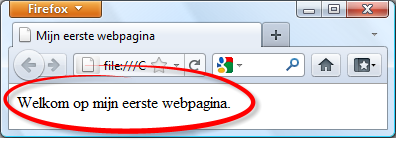 Firefox
Mijn eerste webpagina
file:///C
Welkom op mijn eerste webpagina.